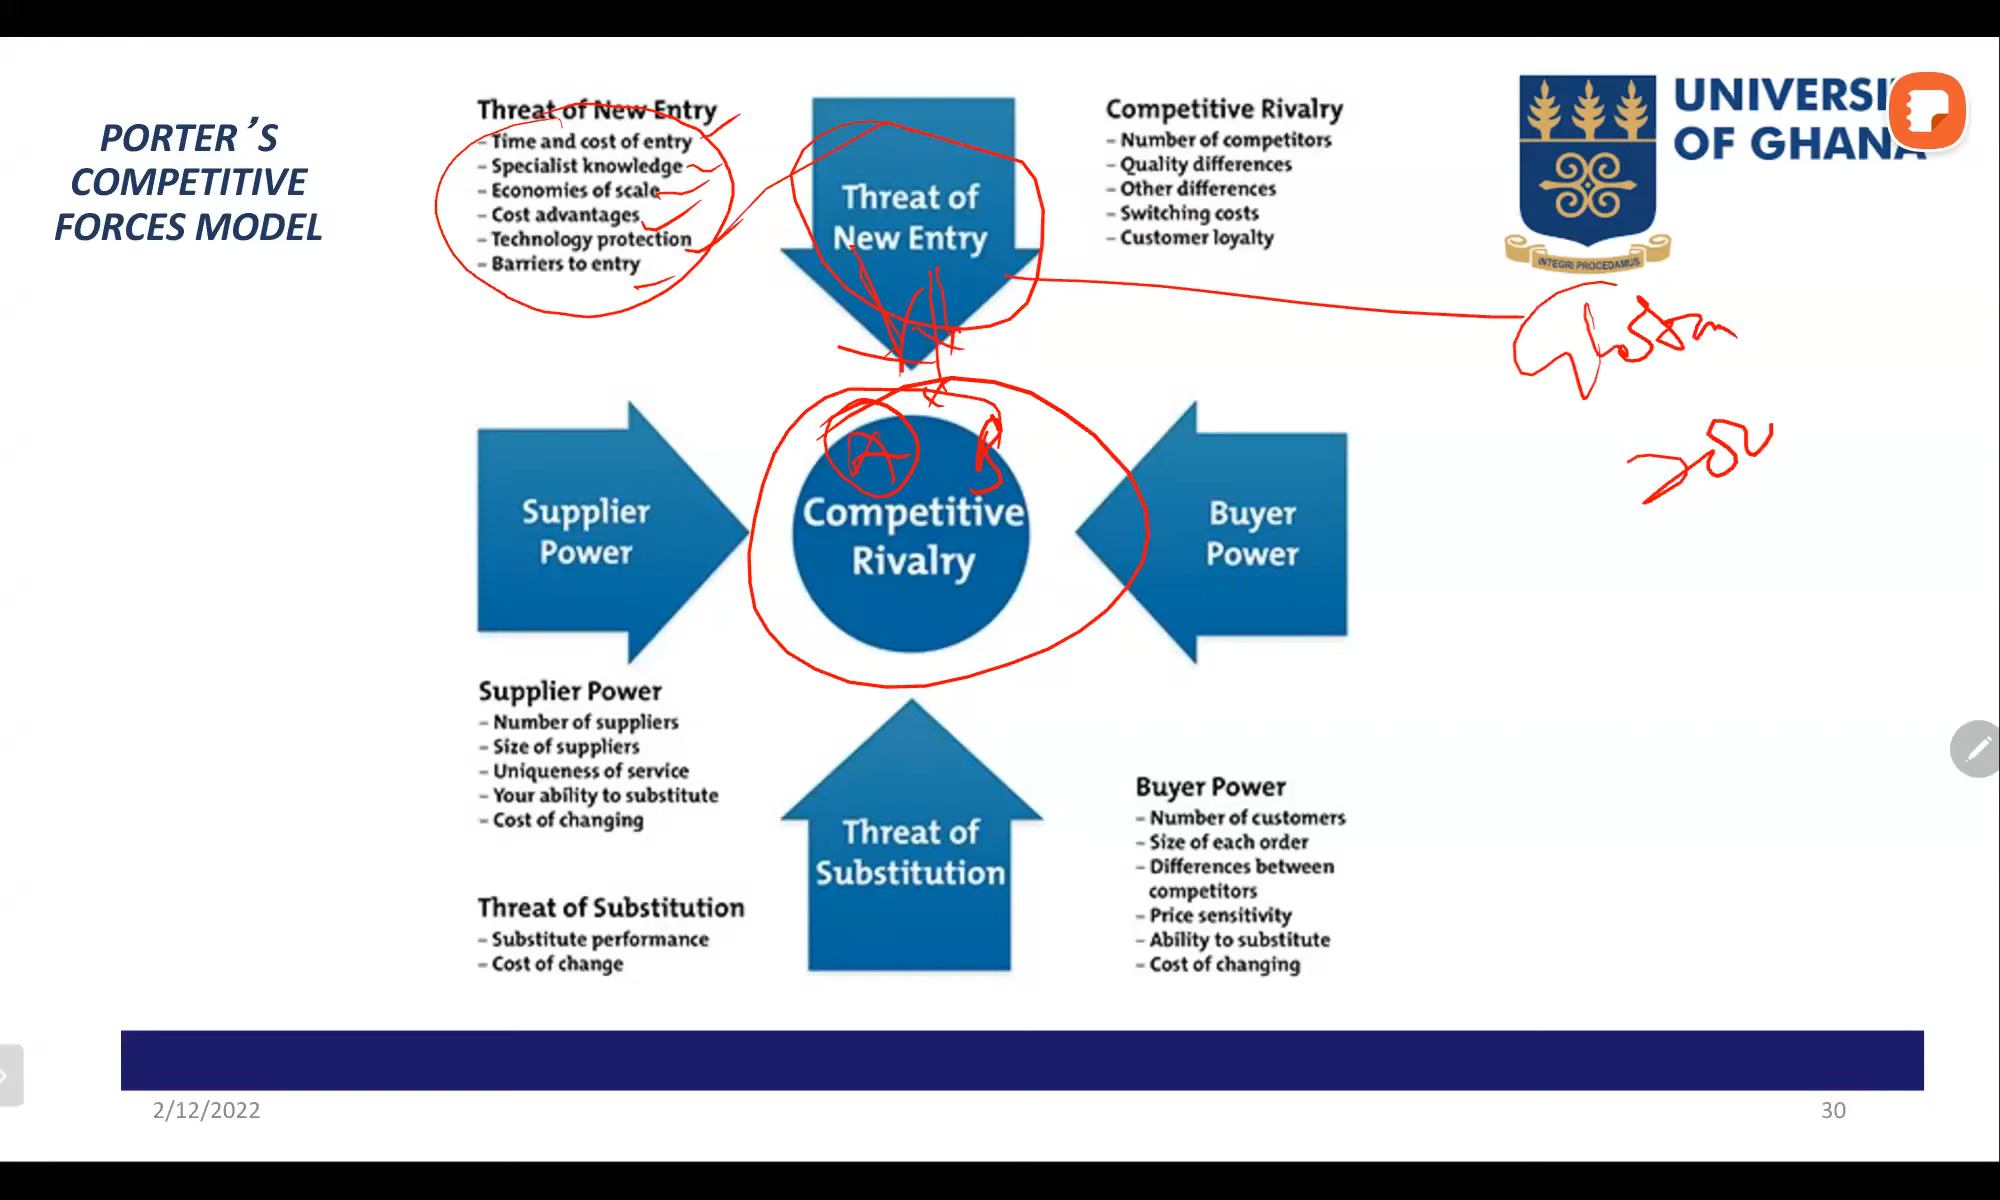 PORTER'S
COMPETITIVE
FORCES MODEL
Threat of New Entry
- Time and cost of entry
- Specialist knowledge
- Economies of scale
- Cost advantages
- Technology protection
- Barriers to entry
Threat of
New Entry
Competitive Rivalry
- Number of competitors
- Quality differences
- Other differences
- Switching costs
- Customer loyalty
OF GHANA
INTEGRI PROCEDAMUS
A
B
Supplier
Power
Competitive
Rivalry
Buyer
Power
Supplier Power
- Number of suppliers
- Size of suppliers
- Uniqueness of service
- Your ability to substitute
- Cost of changing
Threat of Substitution
- Substitute performance
- Cost of change
Threat of
Substitution
Buyer Power
- Number of customers
- Size of each order
- Differences between
competitors
- Price sensitivity
- Ability to substitute
- Cost of changing
2/12/2022
30